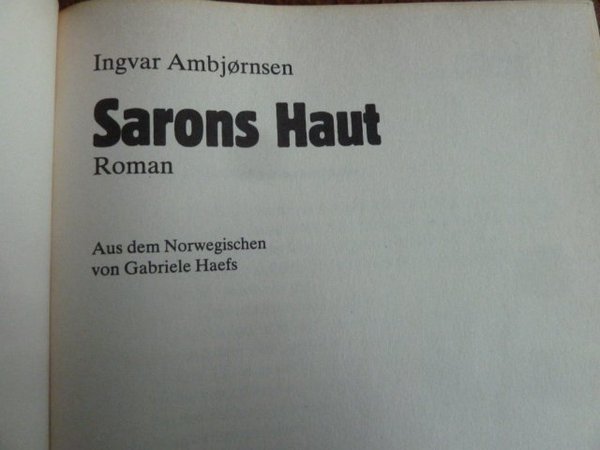 Ingvar Ambjørnsen
Sarons Haut
Roman
Aus dem Norwegischen
von Gabriele Haefs